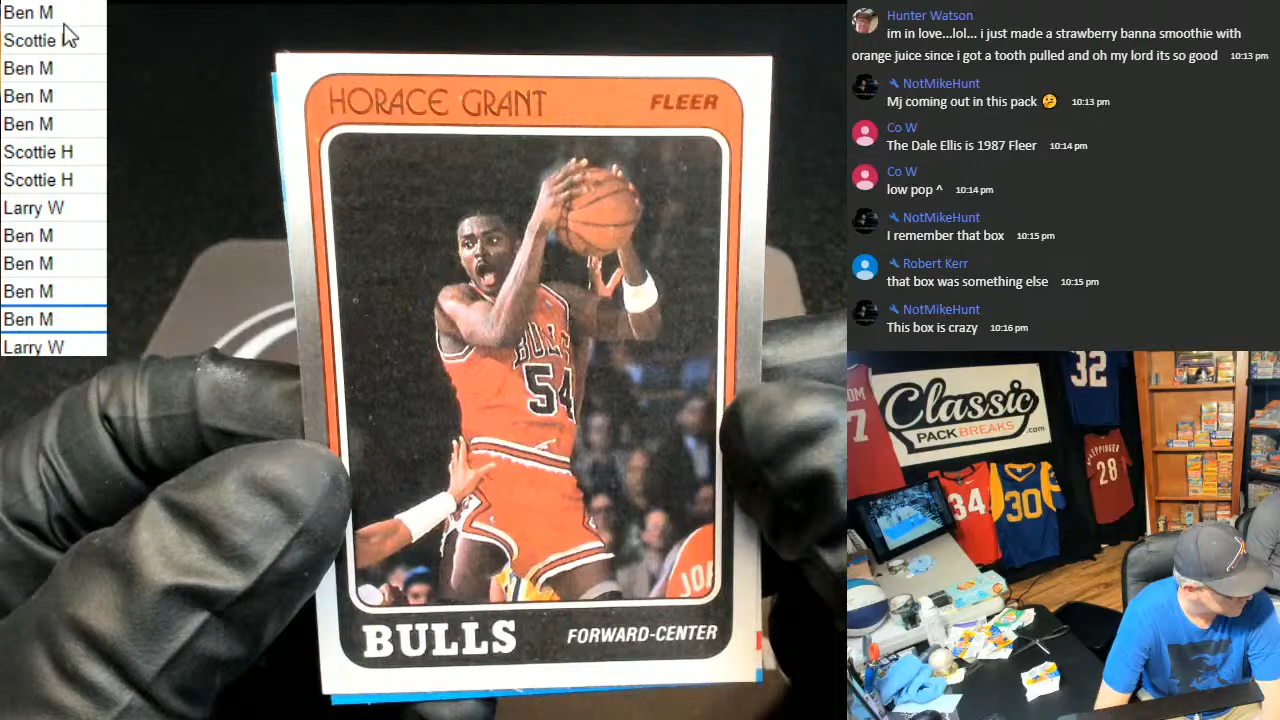 Ben M
Scottie
Ben M
Ben M
Ben M
Scottie H
Scottie H
Larry W
Ben M
Ben M
Ben M
Ben M
Larry W
HORACE GRANT
FLEER
BULLS
54
BULLS
FORWARD-CENTER
Hunter Watson
im in love...lol... i just made a strawberry banna smoothie with
orange juice since i got a tooth pulled and oh my lord its so good 10:13 pm
NotMikeHunt
Mj coming out in this pack 🤔 10:13 pm
Co W
The Dale Ellis is 1987 Fleer 10:14 pm
Co W
low pop ^ 10:14 pm
NotMikeHunt
I remember that box 10:15 pm
Robert Kerr
that box was something else 10:15 pm
NotMikeHunt
This box is crazy 10:16 pm
Classic
PACK BREAKS.com
32
7
34
30
28